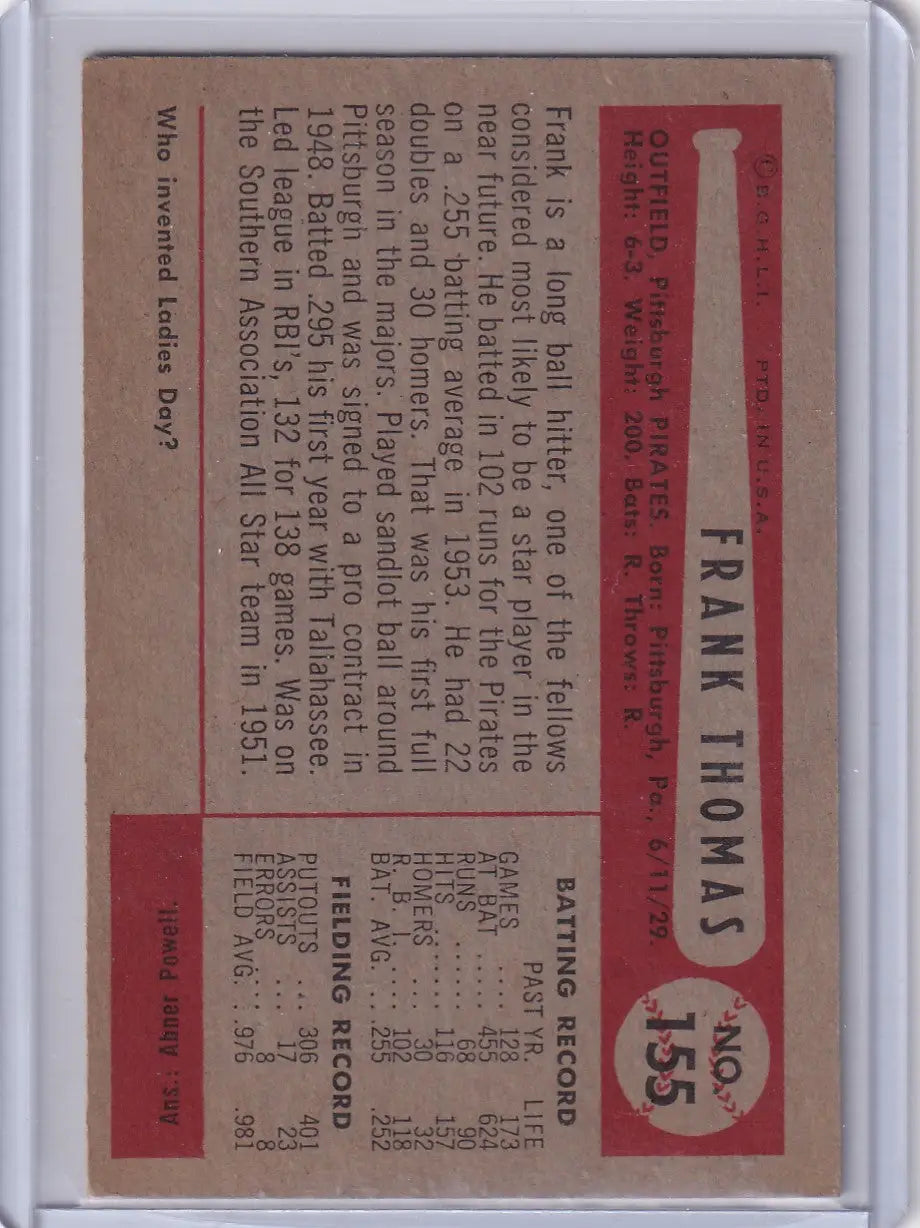 © B.G.H.L.I. PTD. IN U.S.A.
FRANK THOMAS
NO.
155
OUTFIELD, Pittsburgh PIRATES. Born: Pittsburgh, Pa., 6/11/29.
Height: 6-3. Weight: 200. Bats: R. Throws: R.
Frank is a long ball hitter, one of the fellows
considered most likely to be a star player in the
near future. He batted in 102 runs for the Pirates
on a .255 batting average in 1953. He had 22
doubles and 30 homers. That was his first full
season in the majors. Played sandlot ball around
Pittsburgh and was signed to a pro contract in
1948. Batted .295 his first year with Taliahassee.
Led league in RBI's, 132 for 138 games. Was on
the Southern Association All Star team in 1951.
BATTING RECORD
PAST YR. LIFE
GAMES .... 128 173
AT BAT ..... 455 624
RUNS ...... 68 90
HITS ...... 116 157
HOMERS .... 30 32
R. B. I. .... 102 118
BAT. AVG. .. .255 .252
FIELDING RECORD
PUTOUTS ... 306 401
ASSISTS .... 17 23
ERRORS .... 8 8
FIELD AVG. . .976 .981
Who invented Ladies Day?
Ans.: Abner Powell.